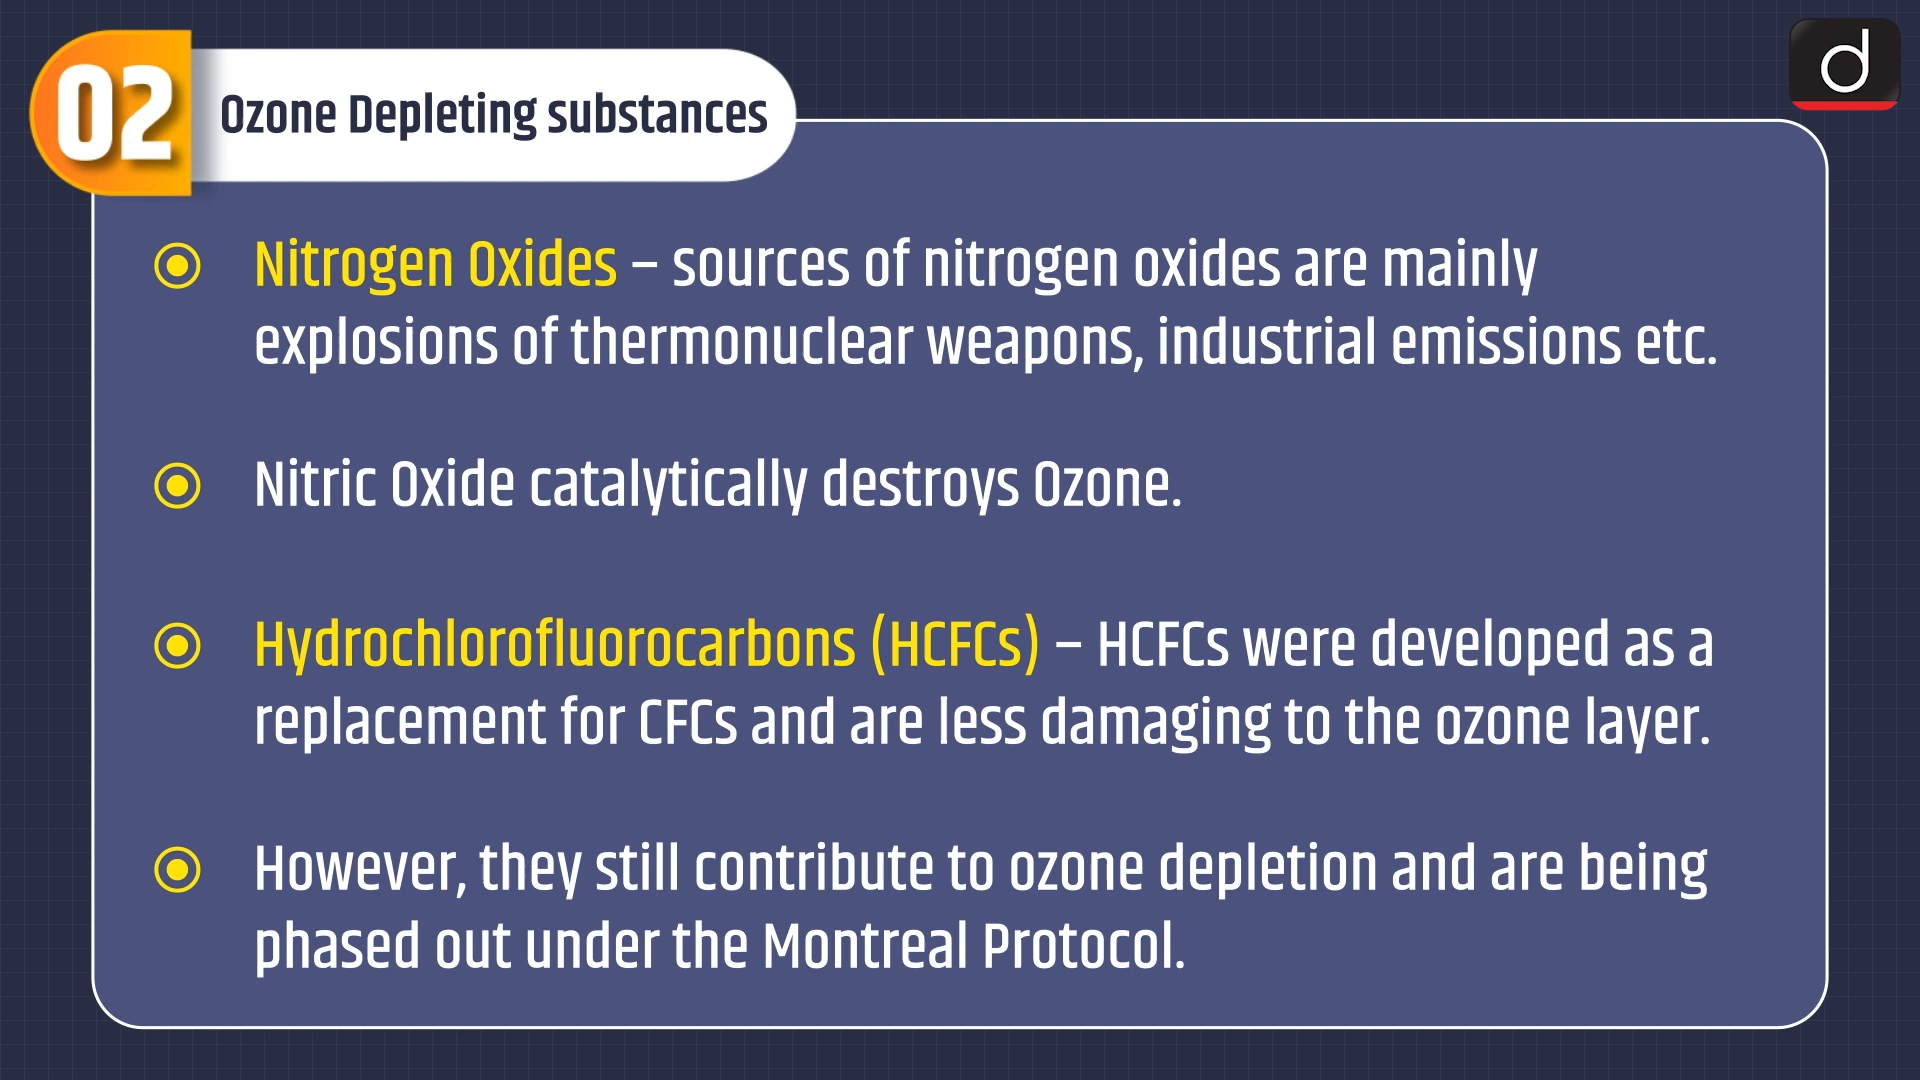 02
Ozone Depleting substances
d
Nitrogen Oxides – sources of nitrogen oxides are mainly
explosions of thermonuclear weapons, industrial emissions etc.
Nitric Oxide catalytically destroys Ozone.
Hydrochlorofluorocarbons (HCFCs) – HCFCs were developed as a
replacement for CFCs and are less damaging to the ozone layer.
However, they still contribute to ozone depletion and are being
phased out under the Montreal Protocol.